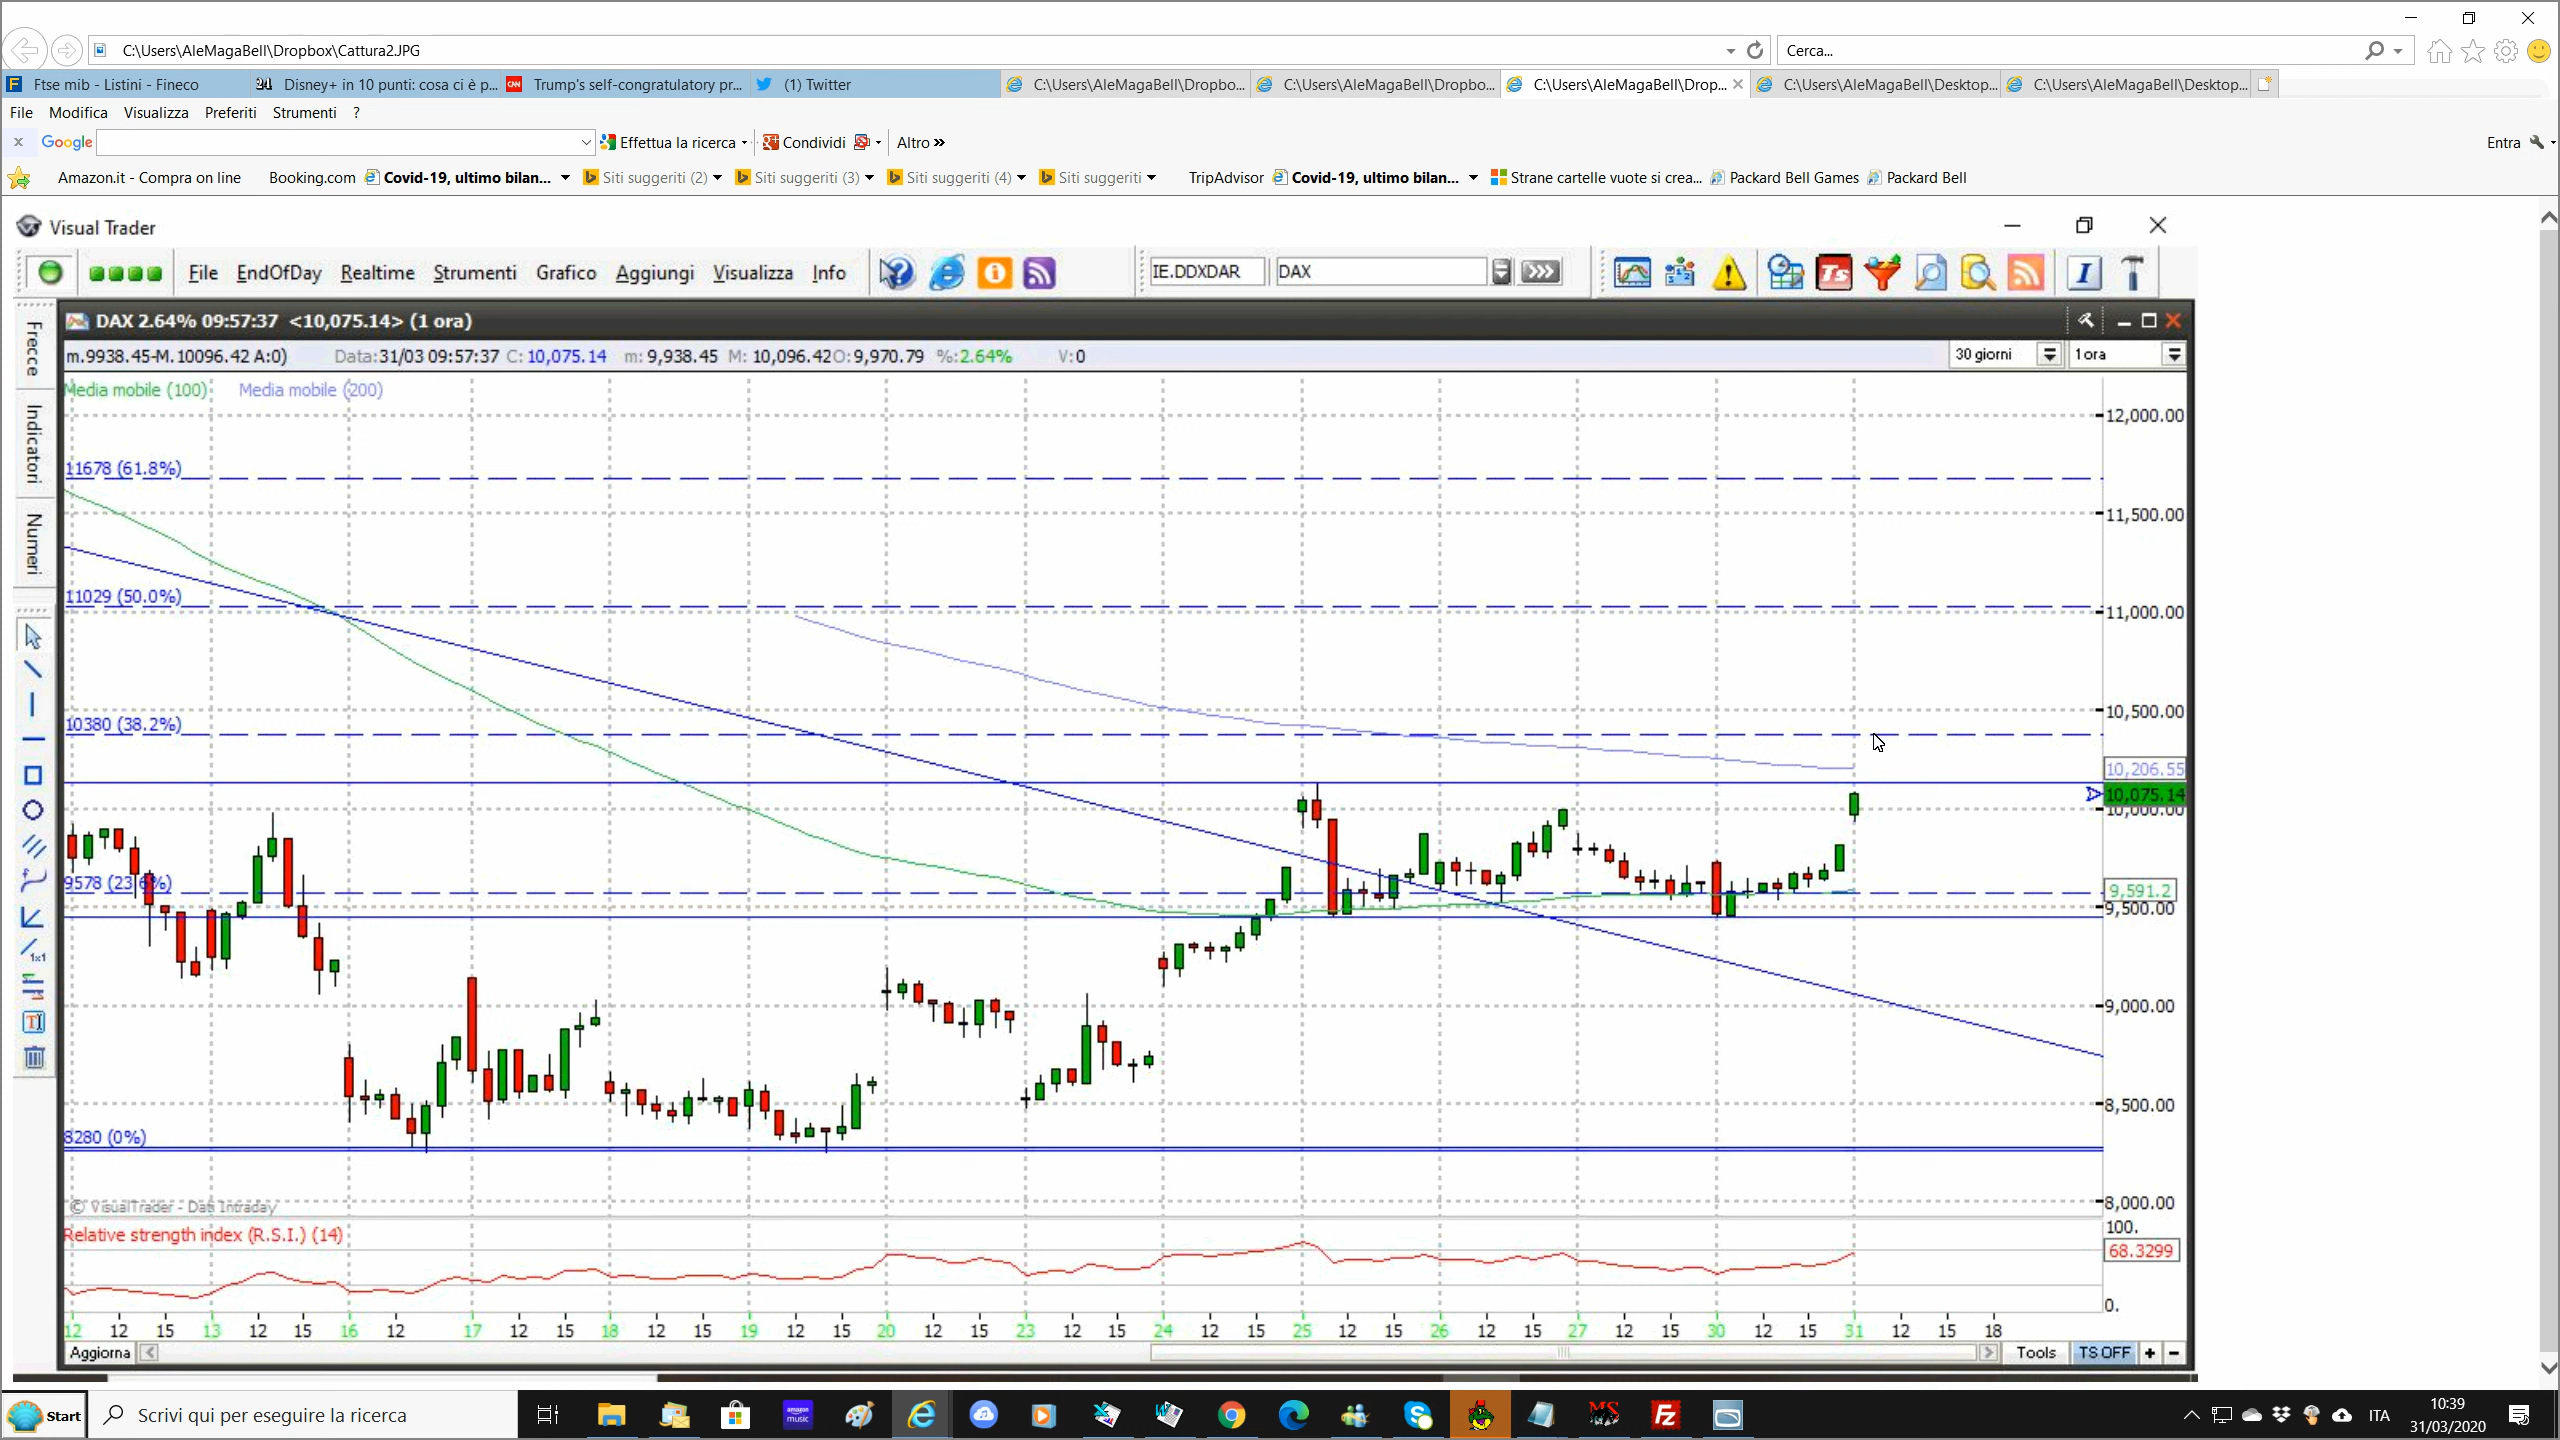 C:\Users\AleMagaBell\Dropbox\Cattura2.JPG
Cerca...
Ftse mib - Listini - Fineco
Disney+ in 10 punti: cosa ci è p...
Trump's self-congratulatory pr...
(1) Twitter
C:\Users\AleMagaBell\Dropbo...
C:\Users\AleMagaBell\Dropbo...
C:\Users\AleMagaBell\Drop...
C:\Users\AleMagaBell\Desktop...
C:\Users\AleMagaBell\Desktop...
File Modifica Visualizza Preferiti Strumenti ?
x Google Effettua la ricerca Condividi Altro » Entra
Amazon.it - Compra on line Booking.com Covid-19, ultimo bilan... Siti suggeriti (2) Siti suggeriti (3) Siti suggeriti (4) Siti suggeriti TripAdvisor Covid-19, ultimo bilan... Strane cartelle vuote si crea... Packard Bell Games Packard Bell
Visual Trader
File EndOfDay Realtime Strumenti Grafico Aggiungi Visualizza Info IE.DDXDAR DAX Ts I
DAX 2.64% 09:57:37 <10,075.14> (1 ora)
m.9938.45-M.10096.42 A:0) Data:31/03 09:57:37 C: 10,075.14 m: 9,938.45 M: 10,096.42O: 9,970.79 %:2.64% V:0 30 giorni 1ora
Frecce
Indicatori
Numeri
Media mobile (100) Media mobile (200)
12,000.00
11678 (61.8%)
11,500.00
11029 (50.0%)
11,000.00
10380 (38.2%)
10,500.00
10,206.55
10,075.14
10,000.00
9578 (23.6%)
9,591.2
9,500.00
9,000.00
8,500.00
8280 (0%)
8,000.00
© VisualTrader - Dati Intraday
Relative strength index (R.S.I.) (14)
100.
68.3299
0.
12 12 15 13 12 15 16 12 17 12 15 18 12 15 19 12 15 20 12 15 23 12 15 24 12 15 25 12 15 26 12 15 27 12 15 30 12 15 31 12 15 18
Aggiorna Tools TS OFF + -
Start Scrivi qui per eseguire la ricerca
amazon music
ITA
10:39
31/03/2020